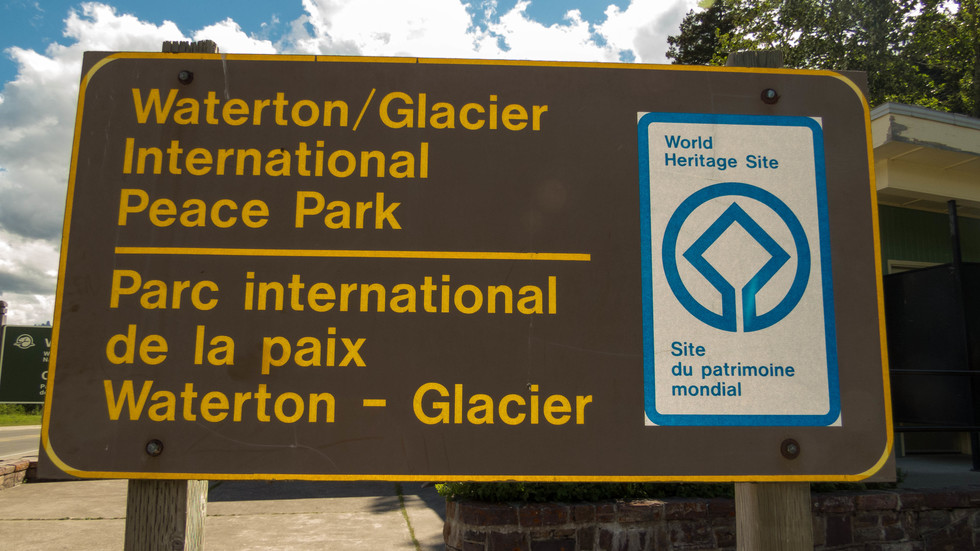 Waterton/Glacier
International
Peace Park
Parc international
de la paix
Waterton - Glacier
World
Heritage Site
Site
du patrimoine
mondial